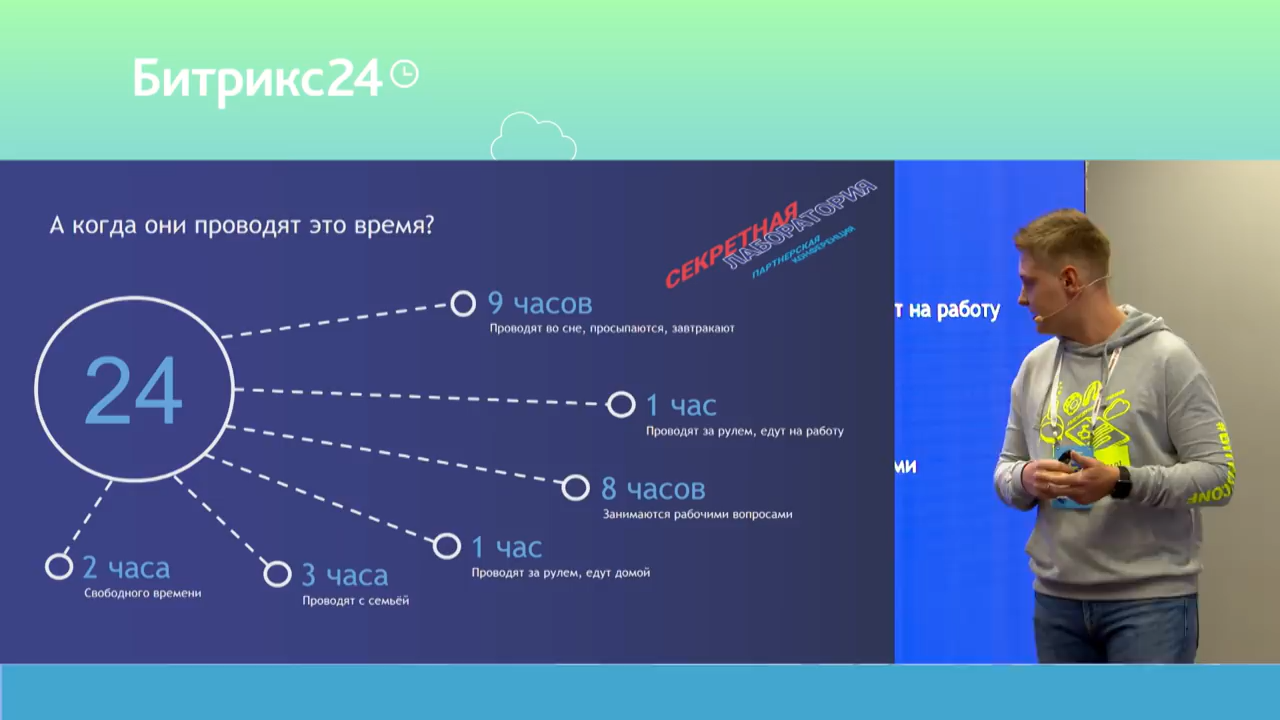 Битрикс24
А когда они проводят это время?
СЕКРЕТНАЯ
ЛАБОРАТОРИЯ
ПАРТНЕРСКАЯ
КОНФЕРЕНЦИЯ
24
9 часов
Проводят во сне, просыпаются, завтракают
1 час
Проводят за рулем, едут на работу
8 часов
Занимаются рабочими вопросами
1 час
Проводят за рулем, едут домой
3 часа
Проводят с семьёй
2 часа
Свободного времени
т на работу
ми